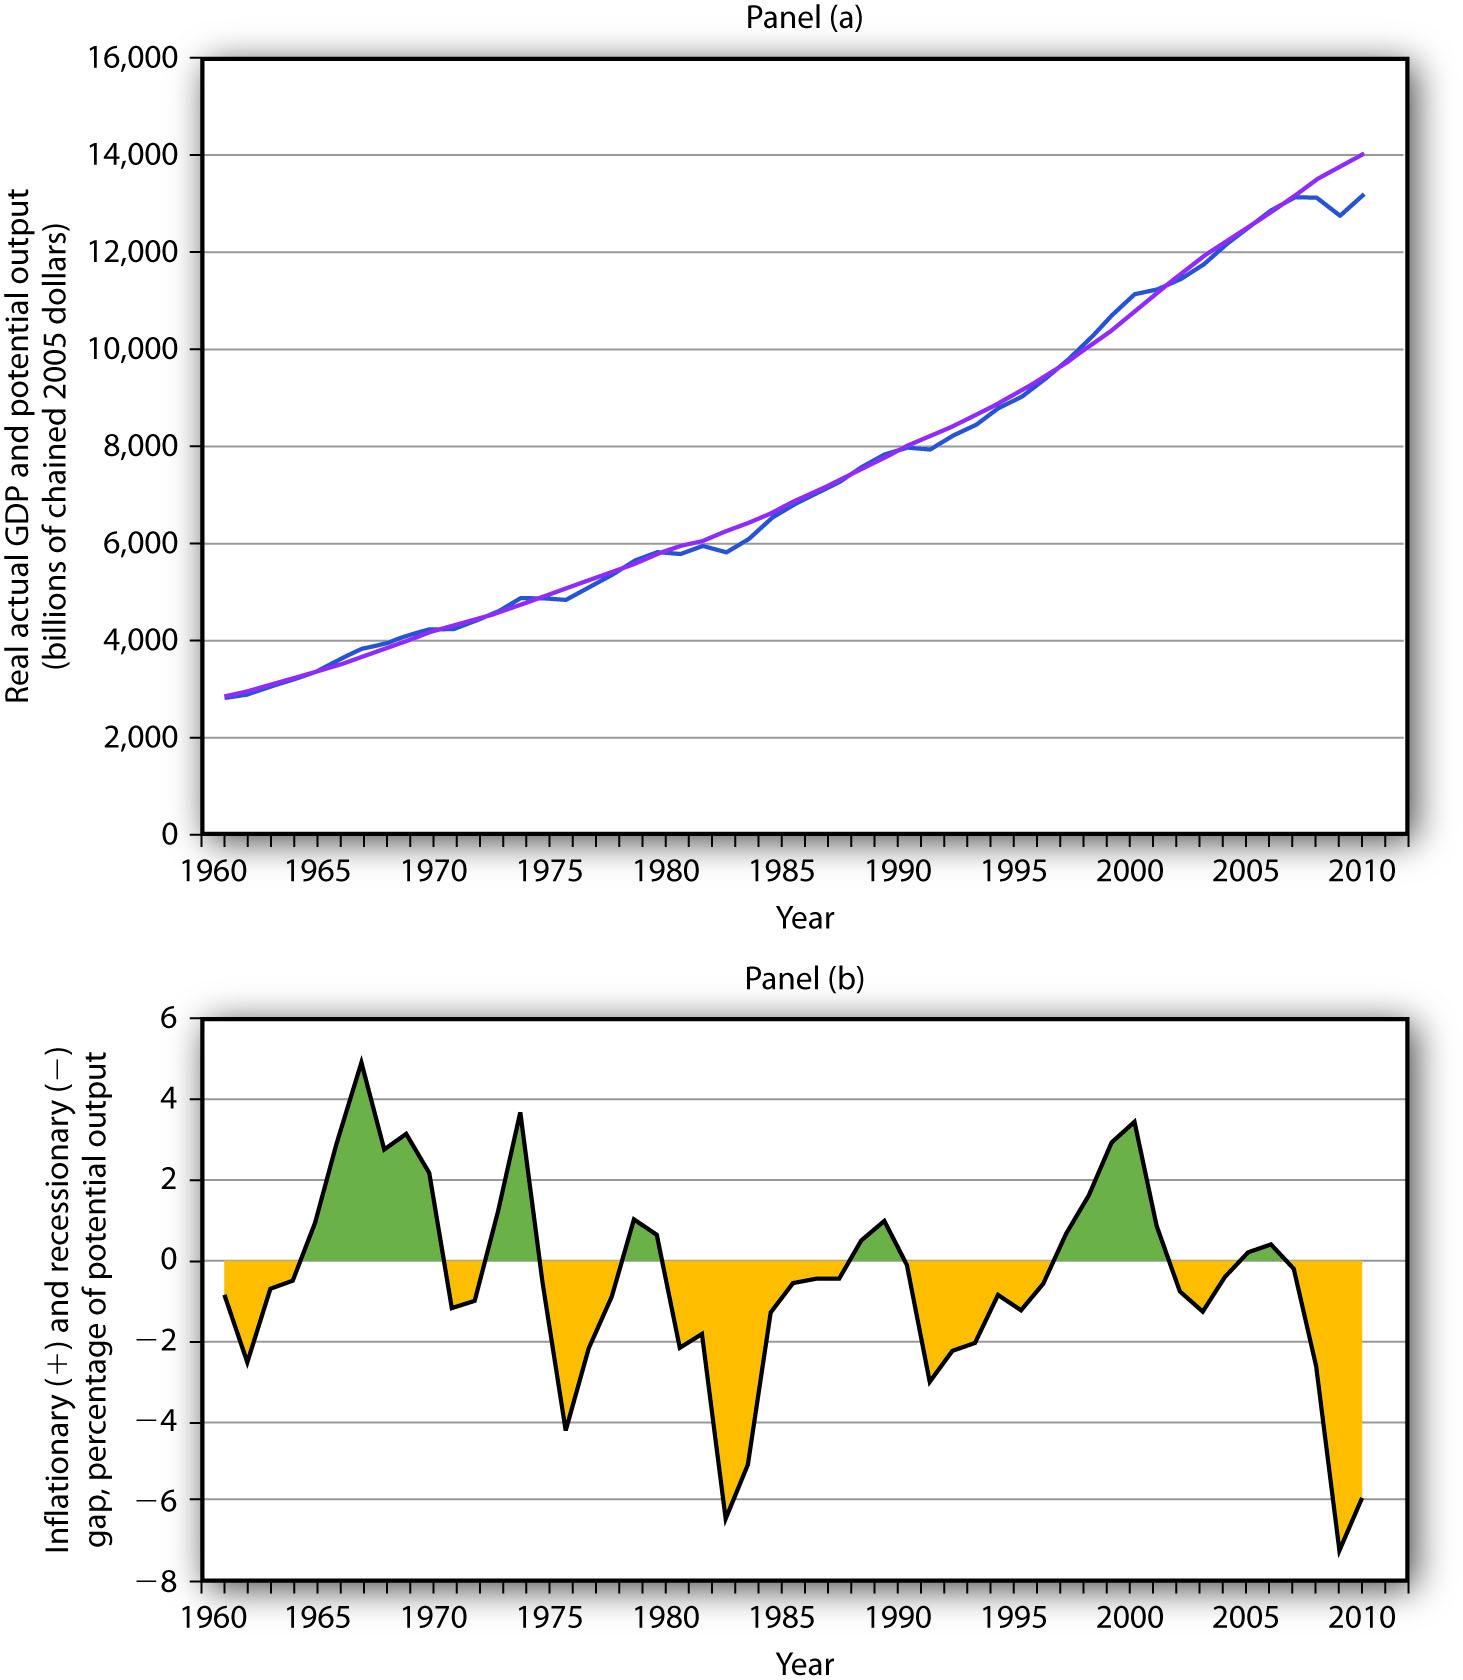 Panel (a)
Real actual GDP and potential output
(billions of chained 2005 dollars)
16,000
14,000
12,000
10,000
8,000
6,000
4,000
2,000
0
1960 1965 1970 1975 1980 1985 1990 1995 2000 2005 2010
Year
Panel (b)
Inflationary (+) and recessionary (−)
gap, percentage of potential output
6
4
2
0
−2
−4
−6
−8
1960 1965 1970 1975 1980 1985 1990 1995 2000 2005 2010
Year